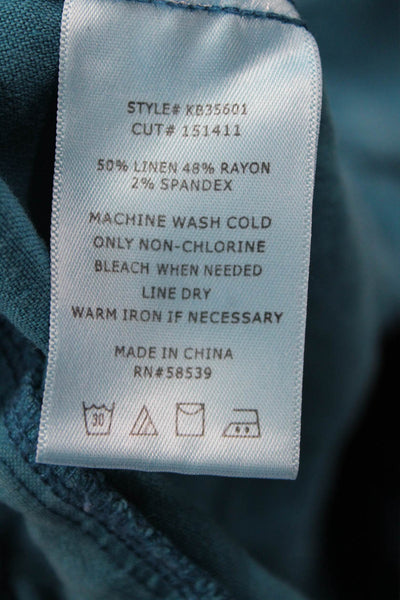 STYLE# KB35601
CUT# 151411
50% LINEN 48% RAYON
2% SPANDEX
MACHINE WASH COLD
ONLY NON-CHLORINE
BLEACH WHEN NEEDED
LINE DRY
WARM IRON IF NECESSARY
MADE IN CHINA
RN#58539
30